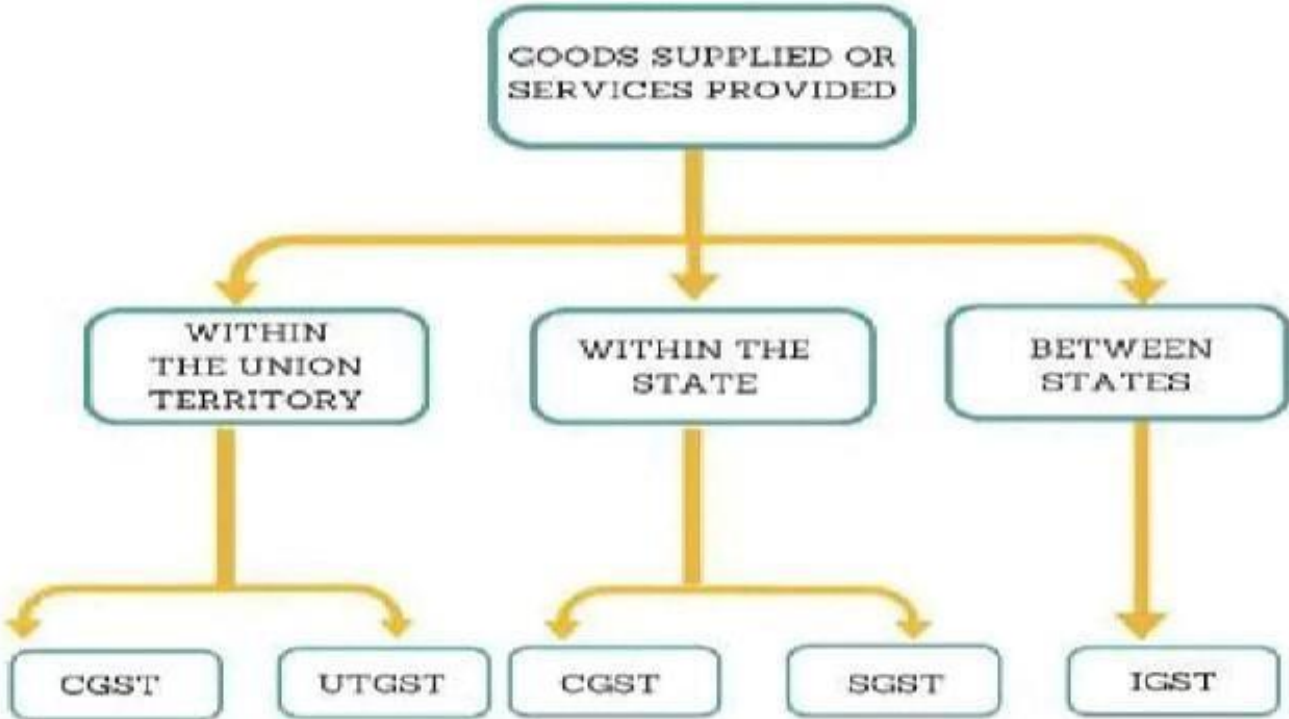 GOODS SUPPLIED OR
SERVICES PROVIDED
WITHIN
THE UNION
TERRITORY
WITHIN THE
STATE
BETWEEN
STATES
CGST
UTGST
CGST
SGST
IGST